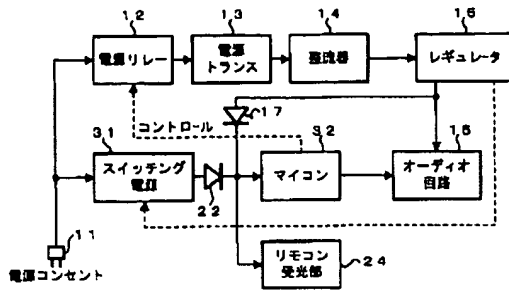 12
13
14
16
電源リレー
電源
トランス
整流器
レギュレータ
コントロール
17
31
32
15
スイッチング
電源
マイコン
オーディオ
回路
22
11
電源コンセント
リモコン
受光部
24